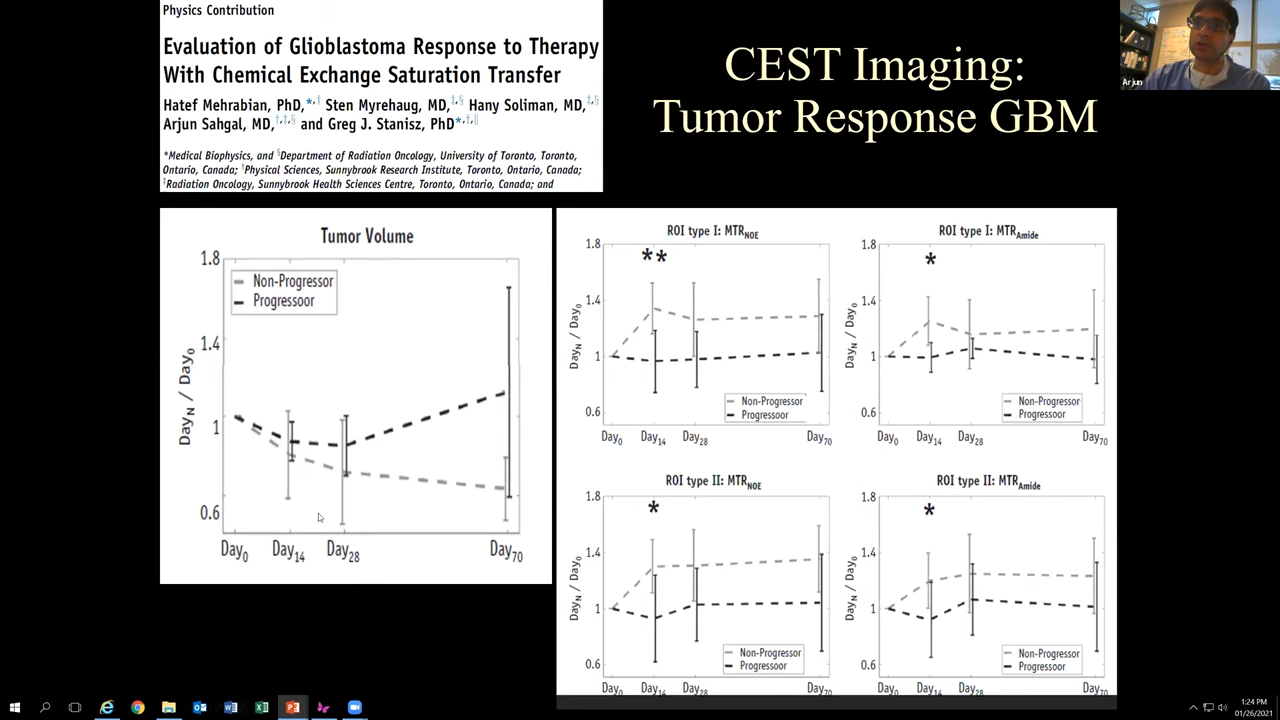 Physics Contribution
Evaluation of Glioblastoma Response to Therapy
With Chemical Exchange Saturation Transfer
Hatef Mehrabian, PhD,*,† Sten Myrehaug, MD,‡,§ Hany Soliman, MD,‡,§
Arjun Sahgal, MD,†,‡,§ and Greg J. Stanisz, PhD*,†,||
*Medical Biophysics, and §Department of Radiation Oncology, University of Toronto, Toronto,
Ontario, Canada; †Physical Sciences, Sunnybrook Research Institute, Toronto, Ontario, Canada;
‡Radiation Oncology, Sunnybrook Health Sciences Centre, Toronto, Ontario, Canada; and
CEST Imaging:
Tumor Response GBM
Arjun
Tumor Volume
1.8
1.4
1
0.6
DayN / Day0
Non-Progressor
Progressoor
Day0 Day14 Day28 Day70
ROI type I: MTRNOE
**
1.8
1.4
1
0.6
DayN / Day0
Non-Progressor
Progressor
Day0 Day14 Day28 Day70
ROI type I: MTRAmide
*
1.8
1.4
1
0.6
DayN / Day0
Non-Progressor
Progressor
Day0 Day14 Day28 Day70
ROI type II: MTRNOE
*
1.8
1.4
1
0.6
DayN / Day0
Non-Progressor
Progressor
Day0 Day14 Day28 Day70
ROI type II: MTRAmide
*
1.8
1.4
1
0.6
DayN / Day0
Non-Progressor
Progressor
Day0 Day14 Day28 Day70
1:24 PM
01/26/2021